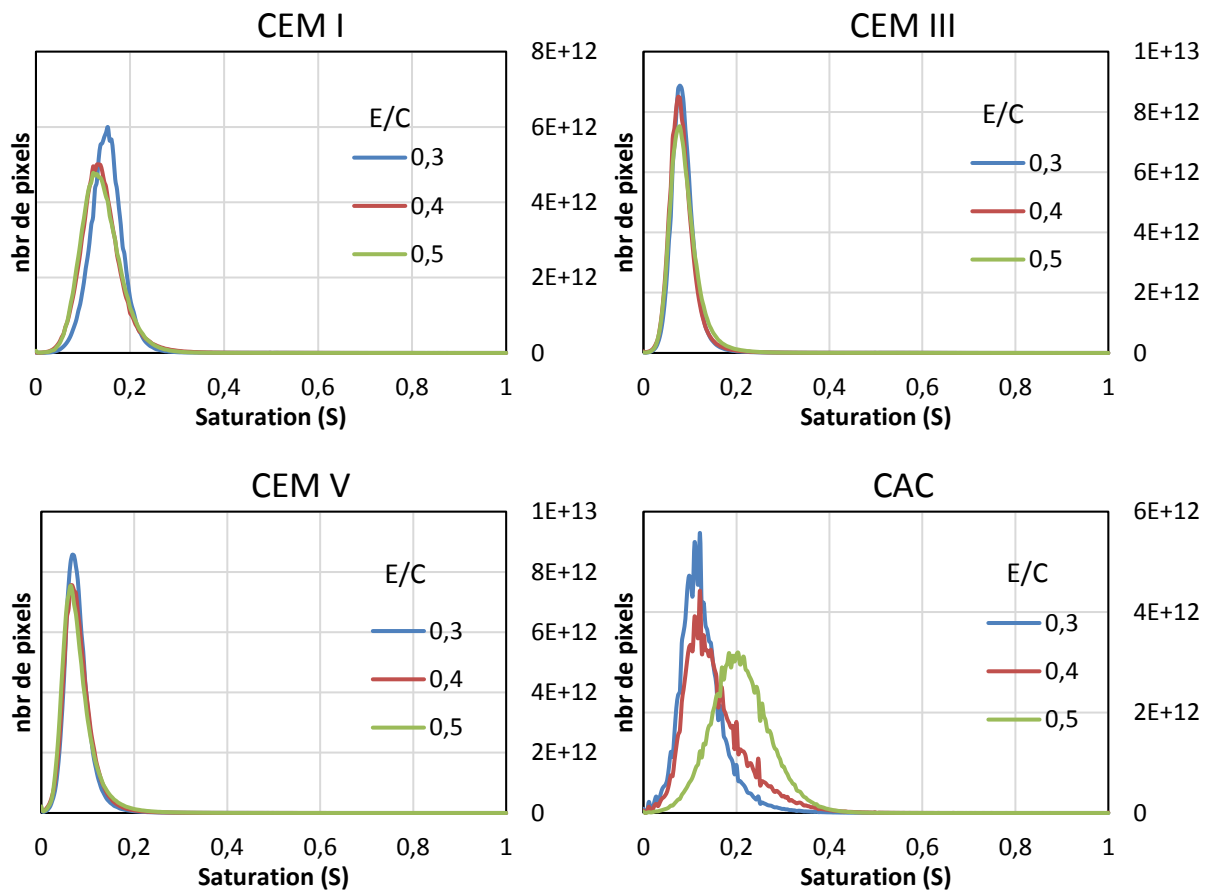 CEM I
8E+12
6E+12
4E+12
2E+12
0
nbr de pixels
E/C
0,3
0,4
0,5
0 0,2 0,4 0,6 0,8 1
Saturation (S)
CEM III
1E+13
8E+12
6E+12
4E+12
2E+12
0
nbr de pixels
E/C
0,3
0,4
0,5
0 0,2 0,4 0,6 0,8 1
Saturation (S)
CEM V
1E+13
8E+12
6E+12
4E+12
2E+12
0
nbr de pixels
E/C
0,3
0,4
0,5
0 0,2 0,4 0,6 0,8 1
Saturation (S)
CAC
6E+12
4E+12
2E+12
0
nbr de pixels
E/C
0,3
0,4
0,5
0 0,2 0,4 0,6 0,8 1
Saturation (S)